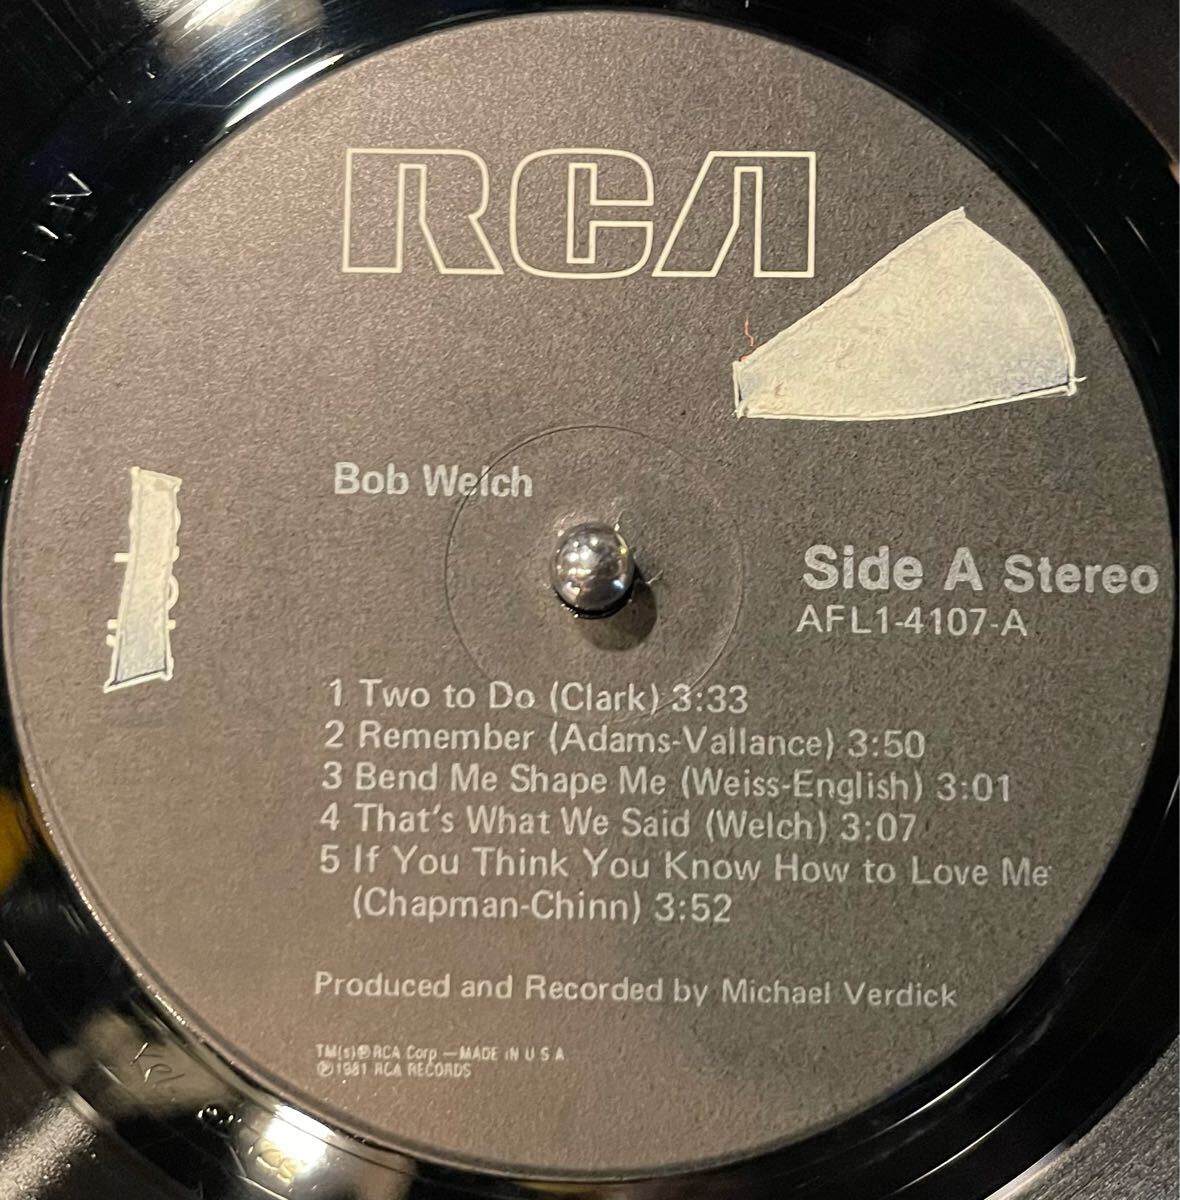 RCA
Bob Welch
Side A Stereo
AFL1-4107-A
1 Two to Do (Clark) 3:33
2 Remember (Adams-Vallance) 3:50
3 Bend Me Shape Me (Weiss-English) 3:01
4 That's What We Said (Welch) 3:07
5 If You Think You Know How to Love Me
(Chapman-Chinn) 3:52
Produced and Recorded by Michael Verdick
TM(s)®RCA Corp — MADE IN U S A
℗1981 RCA RECORDS